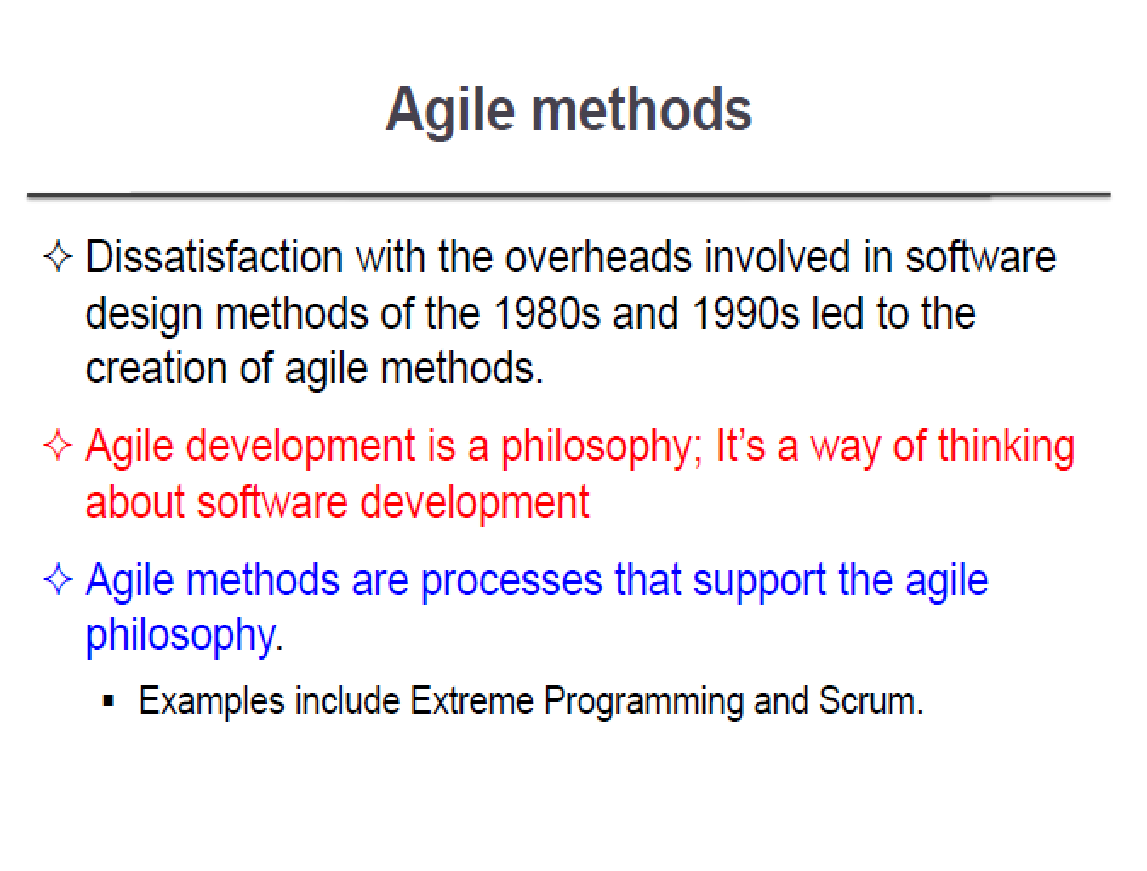 Agile methods
✧ Dissatisfaction with the overheads involved in software
design methods of the 1980s and 1990s led to the
creation of agile methods.
✧ Agile development is a philosophy; It’s a way of thinking
about software development
✧ Agile methods are processes that support the agile
philosophy.
▪ Examples include Extreme Programming and Scrum.